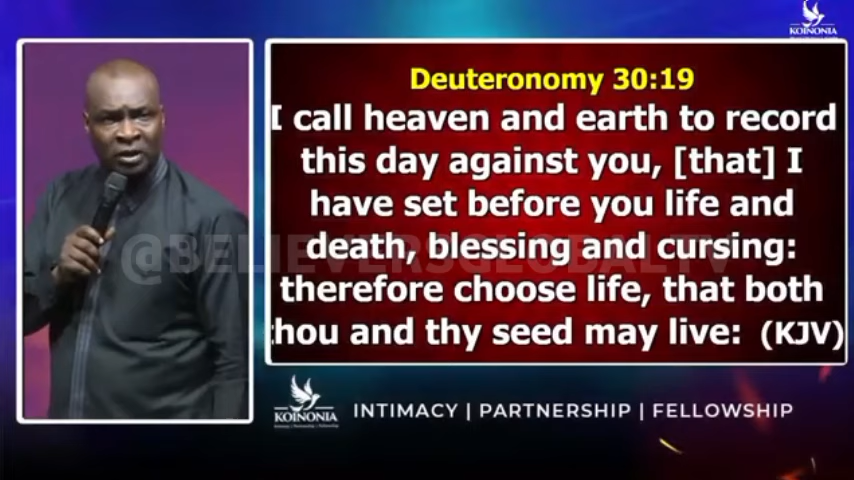 KOINONIA
Deuteronomy 30:19
I call heaven and earth to record
this day against you, [that] I
have set before you life and
death, blessing and cursing:
therefore choose life, that both
thou and thy seed may live: (KJV)
@BELIEVERSGLOBALTV
KOINONIA
INTIMACY | PARTNERSHIP | FELLOWSHIP